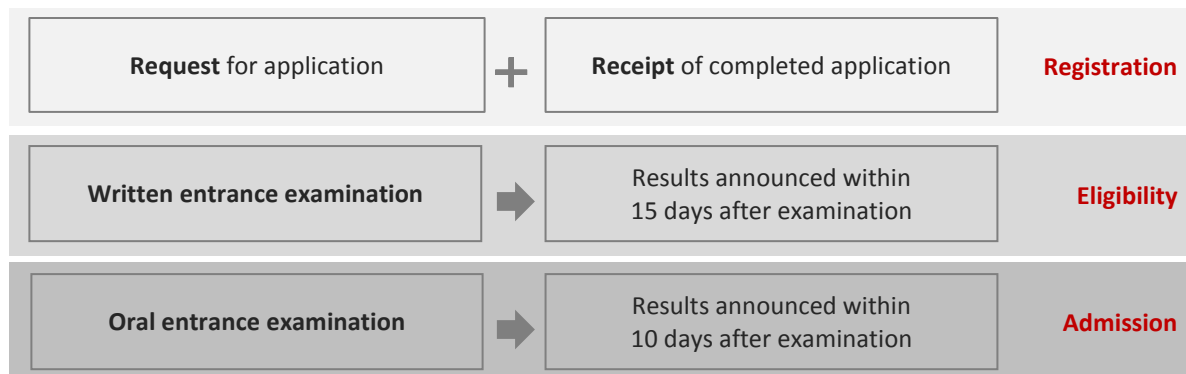 Request for application
+
Receipt of completed application
Registration
Written entrance examination
Results announced within
15 days after examination
Eligibility
Oral entrance examination
Results announced within
10 days after examination
Admission